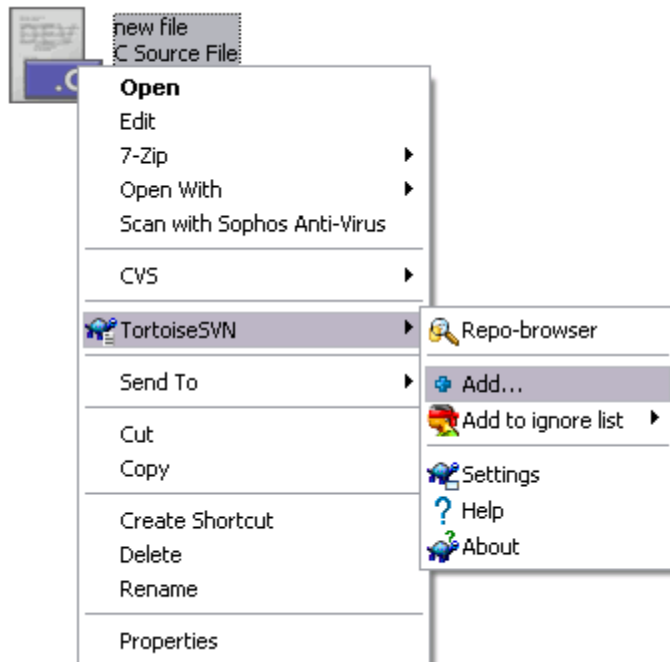 DEV
new file
C Source File
.C
Open
Edit
7-Zip
Open With
Scan with Sophos Anti-Virus
CVS
TortoiseSVN
Send To
Cut
Copy
Create Shortcut
Delete
Rename
Properties
Repo-browser
Add...
Add to ignore list
Settings
Help
About